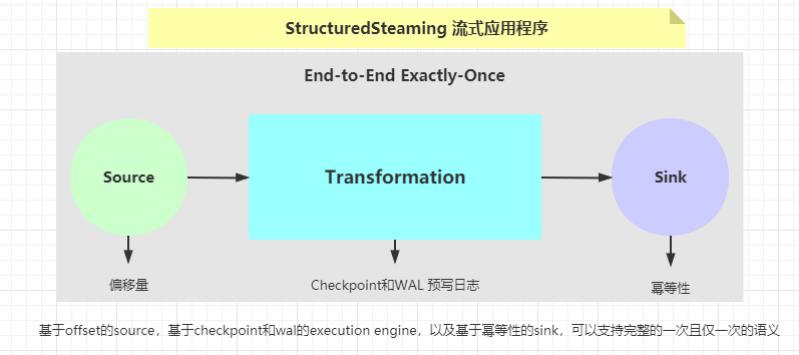 StructuredSteaming 流式应用程序
End-to-End Exactly-Once
Source
Transformation
Sink
偏移量
Checkpoint和WAL 预写日志
幂等性
基于offset的source，基于checkpoint和wal的execution engine，以及基于幂等性的sink，可以支持完整的一次且仅一次的语义